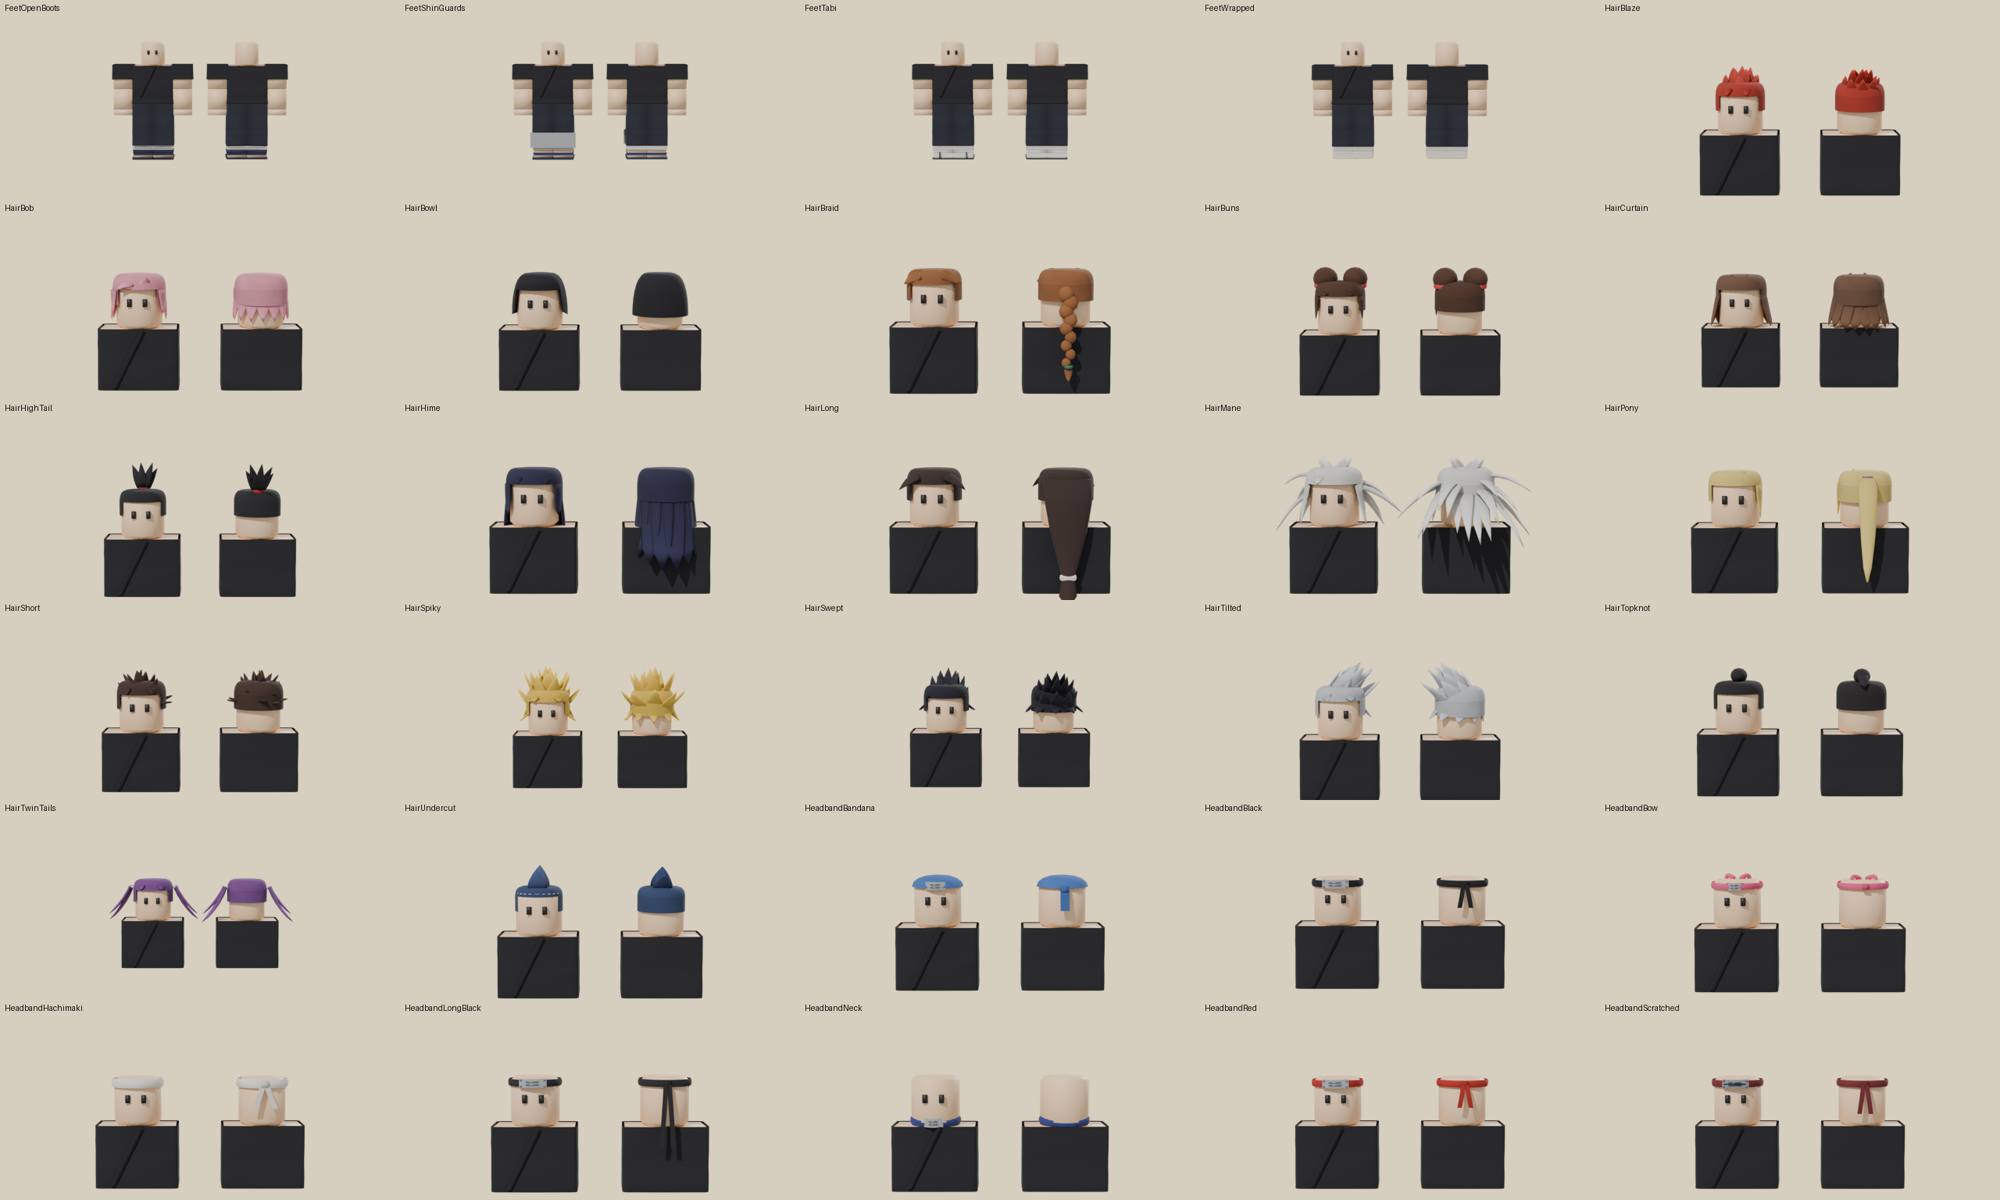 FeetOpenBoots
FeetShinGuards
FeetTabi
FeetWrapped
HairBlaze
HairBob
HairBowl
HairBraid
HairBuns
HairCurtain
HairHighTail
HairHime
HairLong
HairMane
HairPony
HairShort
HairSpiky
HairSwept
HairTilted
HairTopknot
HairTwinTails
HairUndercut
HeadbandBandana
HeadbandBlack
HeadbandBow
HeadbandHachimaki
HeadbandLongBlack
HeadbandNeck
HeadbandRed
HeadbandScratched